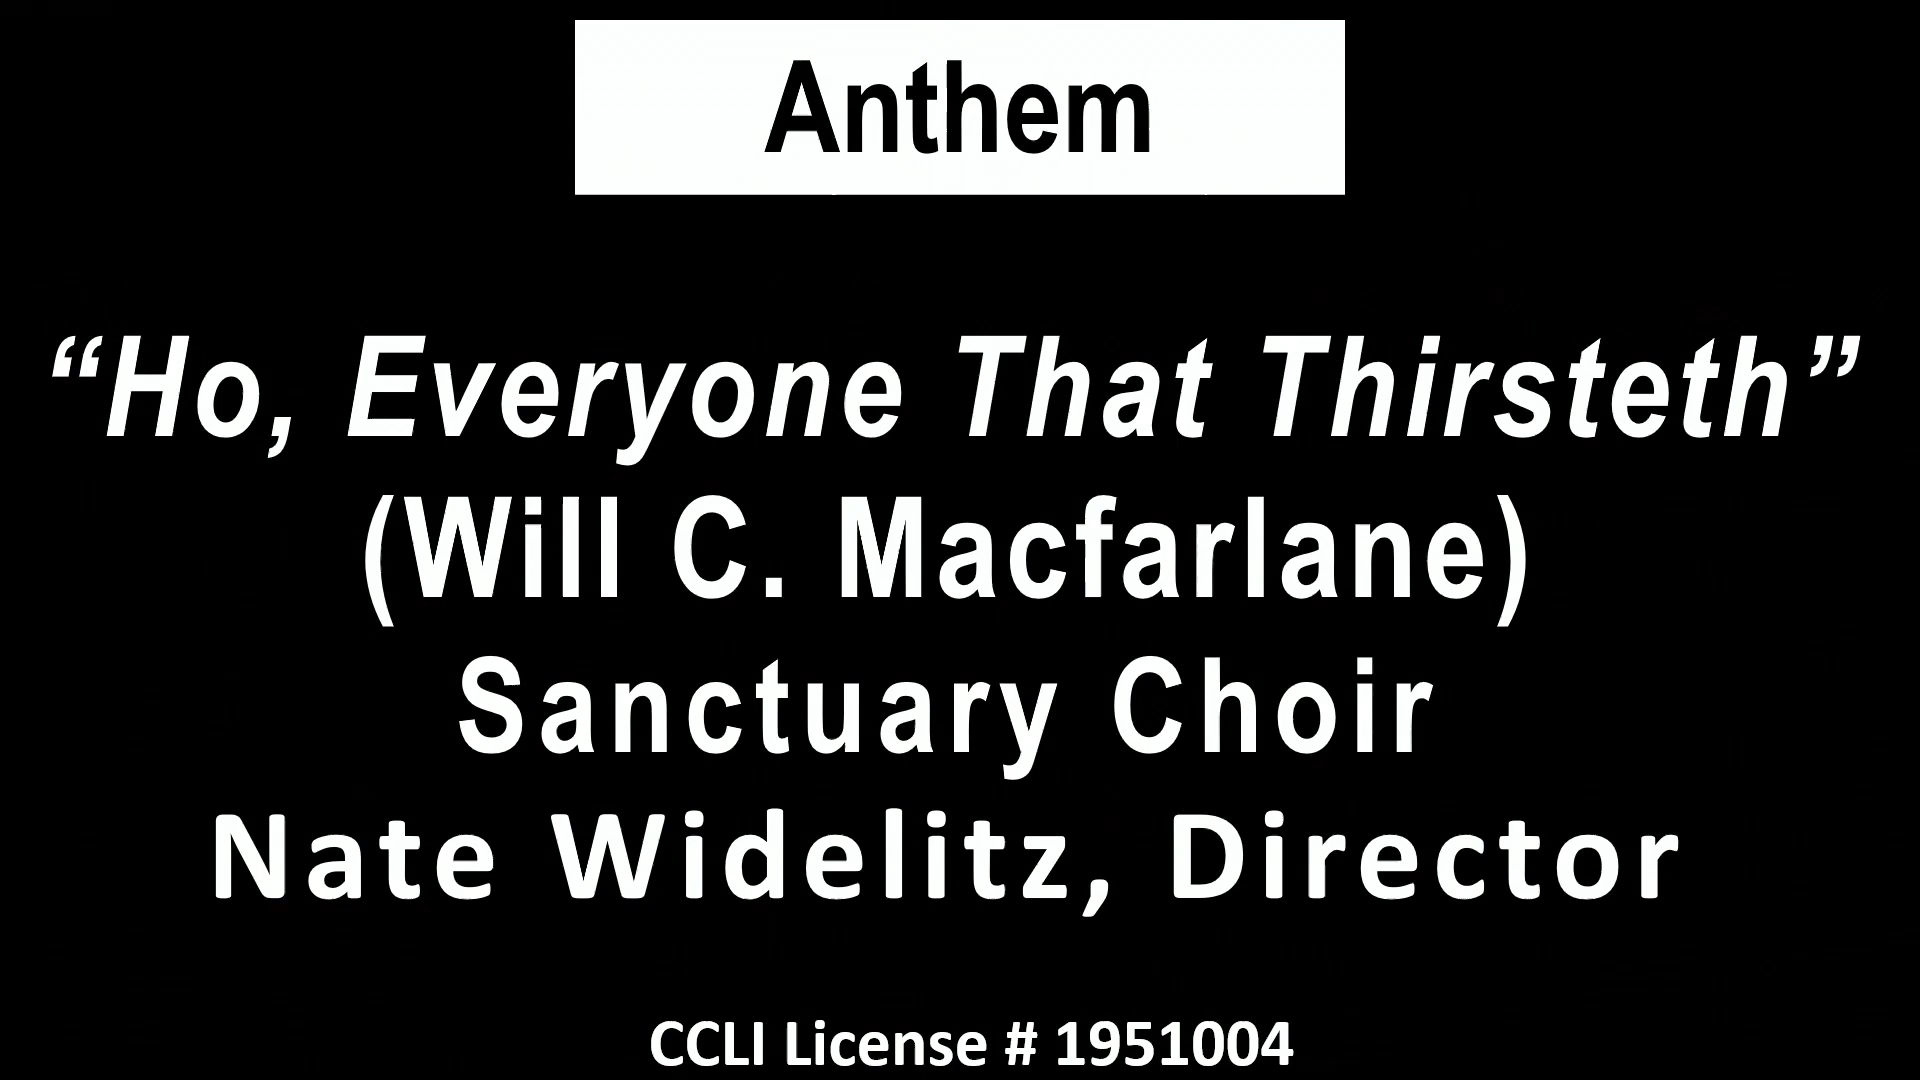 Anthem
“Ho, Everyone That Thirsteth”
(Will C. Macfarlane)
Sanctuary Choir
Nate Widelitz, Director
CCLI License # 1951004